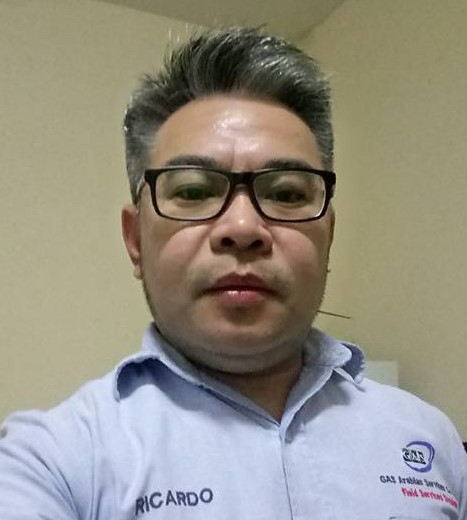 GAS
GAS Arabian Services
Field Services
RICARDO